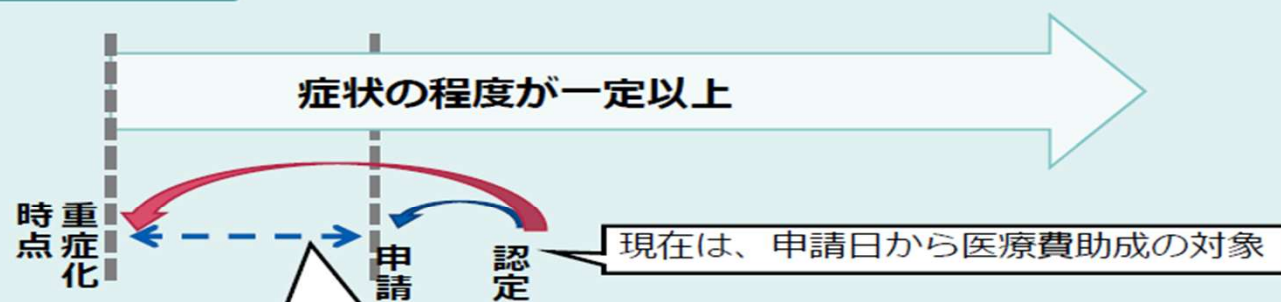 症状の程度が一定以上
重症化
時点
申請
認定
現在は、申請日から医療費助成の対象